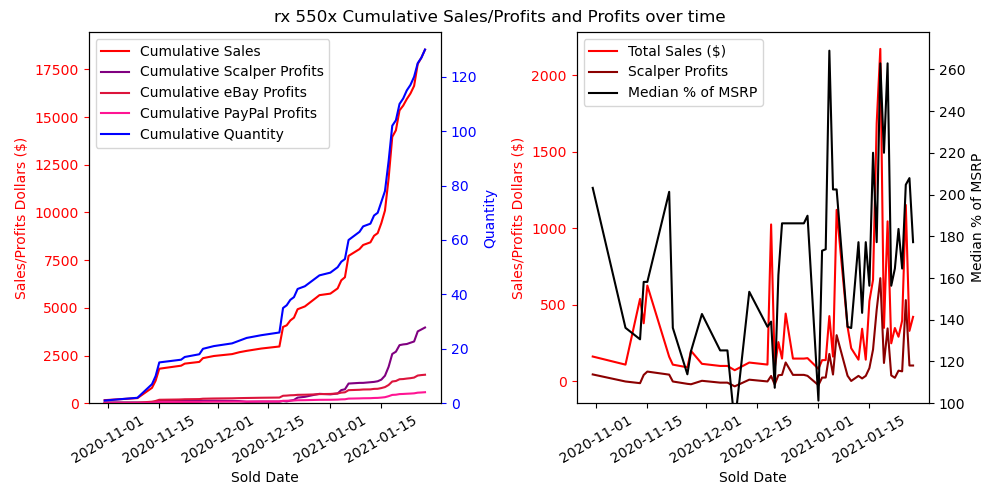 rx 550x Cumulative Sales/Profits and Profits over time
Cumulative Sales
Cumulative Scalper Profits
Cumulative eBay Profits
Cumulative PayPal Profits
Cumulative Quantity
Sales/Profits Dollars ($)
17500
15000
12500
10000
7500
5000
2500
0
120
100
80
60
40
20
0
Quantity
2020-11-01
2020-11-15
2020-12-01
2020-12-15
2021-01-01
2021-01-15
Sold Date
Total Sales ($)
Scalper Profits
Median % of MSRP
Sales/Profits Dollars ($)
2000
1500
1000
500
0
260
240
220
200
180
160
140
120
100
Median % of MSRP
2020-11-01
2020-11-15
2020-12-01
2020-12-15
2021-01-01
2021-01-15
Sold Date